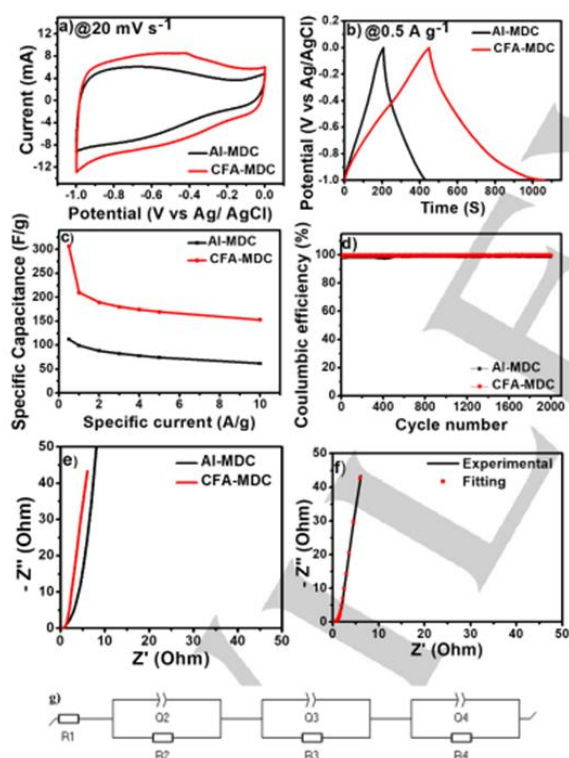 a) @20 mV s⁻¹
Current (mA)
12
8
4
0
-4
-8
-12
Al-MDC
CFA-MDC
-1.0 -0.8 -0.6 -0.4 -0.2 0.0
Potential (V vs Ag/ AgCl)
b) @0.5 A g⁻¹
Potential (V vs Ag/AgCl)
Al-MDC
CFA-MDC
0.0
-0.2
-0.4
-0.6
-0.8
-1.0
0 200 400 600 800 1000
Time (S)
c)
Specific Capacitance (F/g)
Al-MDC
CFA-MDC
300
250
200
150
100
50
0
0 2 4 6 8 10
Specific current (A/g)
d)
Coulumbic efficiency (%)
100
80
60
40
20
0
Al-MDC
CFA-MDC
0 400 800 1200 1600 2000
Cycle number
e)
- Z" (Ohm)
Al-MDC
CFA-MDC
50
40
30
20
10
0
0 10 20 30 40 50
Z' (Ohm)
f)
- Z" (Ohm)
Experimental
Fitting
50
40
30
20
10
0
0 10 20 30 40 50
Z' (Ohm)
g)
Q2 Q3 Q4
R1 R2 R3 R4